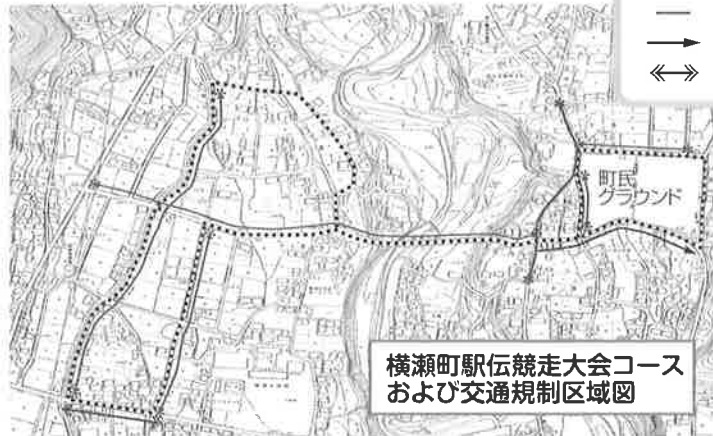 町民
グラウンド
横瀬町駅伝競走大会コース
および交通規制区域図